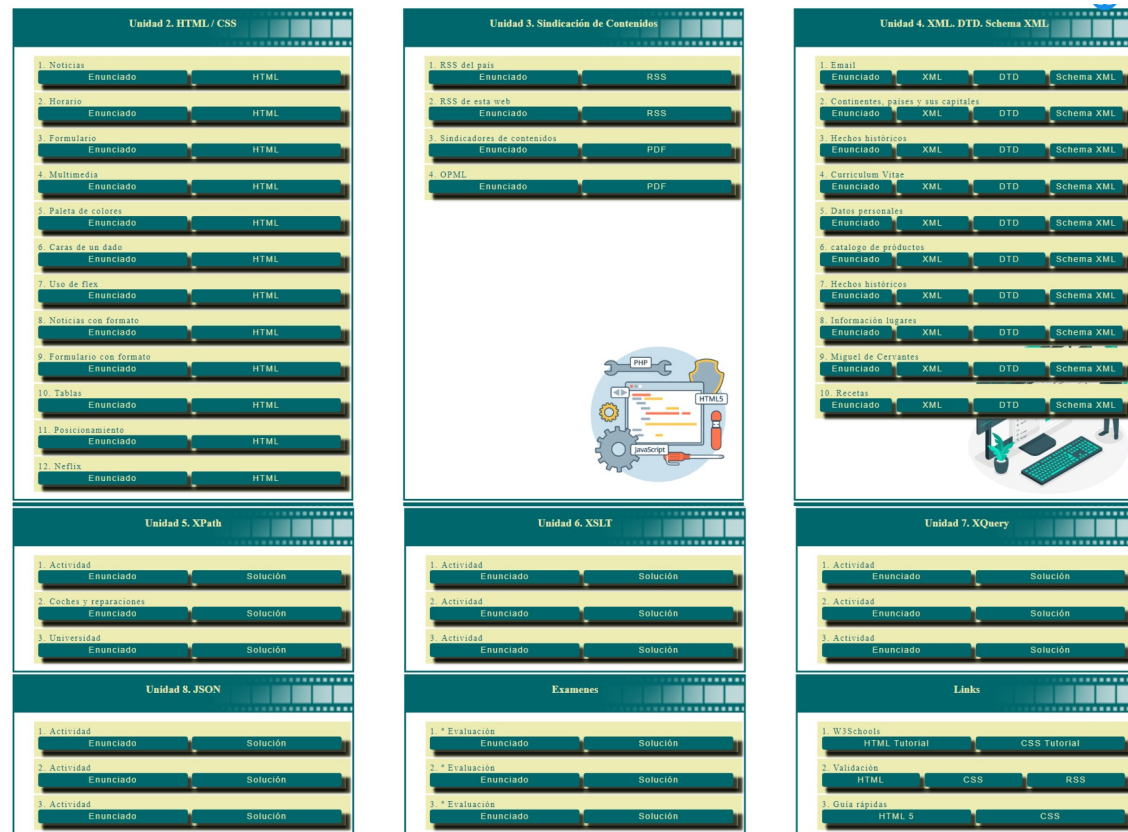 Unidad 2. HTML / CSS
1. Noticias
Enunciado HTML
2. Horario
Enunciado HTML
3. Formulario
Enunciado HTML
4. Multimedia
Enunciado HTML
5. Paleta de colores
Enunciado HTML
6. Caras de un dado
Enunciado HTML
7. Uso de flex
Enunciado HTML
8. Noticias con formato
Enunciado HTML
9. Formulario con formato
Enunciado HTML
10. Tablas
Enunciado HTML
11. Posicionamiento
Enunciado HTML
12. Neflix
Enunciado HTML
Unidad 3. Sindicación de Contenidos
1. RSS del país
Enunciado RSS
2. RSS de esta web
Enunciado RSS
3. Sindicadores de contenidos
Enunciado PDF
4. OPML
Enunciado PDF
PHP
HTML5
JavaScript
Unidad 4. XML. DTD. Schema XML
1. Email
Enunciado XML DTD Schema XML
2. Continentes, países y sus capitales
Enunciado XML DTD Schema XML
3. Hechos históricos
Enunciado XML DTD Schema XML
4. Curriculum Vitae
Enunciado XML DTD Schema XML
5. Datos personales
Enunciado XML DTD Schema XML
6. catalogo de próductos
Enunciado XML DTD Schema XML
7. Hechos históricos
Enunciado XML DTD Schema XML
8. Información lugares
Enunciado XML DTD Schema XML
9. Miguel de Cervantes
Enunciado XML DTD Schema XML
10. Recetas
Enunciado XML DTD Schema XML
Unidad 5. XPath
1. Actividad
Enunciado Solución
2. Coches y reparaciones
Enunciado Solución
3. Universidad
Enunciado Solución
Unidad 6. XSLT
1. Actividad
Enunciado Solución
2. Actividad
Enunciado Solución
3. Actividad
Enunciado Solución
Unidad 7. XQuery
1. Actividad
Enunciado Solución
2. Actividad
Enunciado Solución
3. Actividad
Enunciado Solución
Unidad 8. JSON
1. Actividad
Enunciado Solución
2. Actividad
Enunciado Solución
3. Actividad
Enunciado Solución
Examenes
1. ª Evaluación
Enunciado Solución
2. ª Evaluación
Enunciado Solución
3. ª Evaluación
Enunciado Solución
Links
1. W3Schools
HTML Tutorial CSS Tutorial
2. Validación
HTML CSS RSS
3. Guía rápidas
HTML 5 CSS